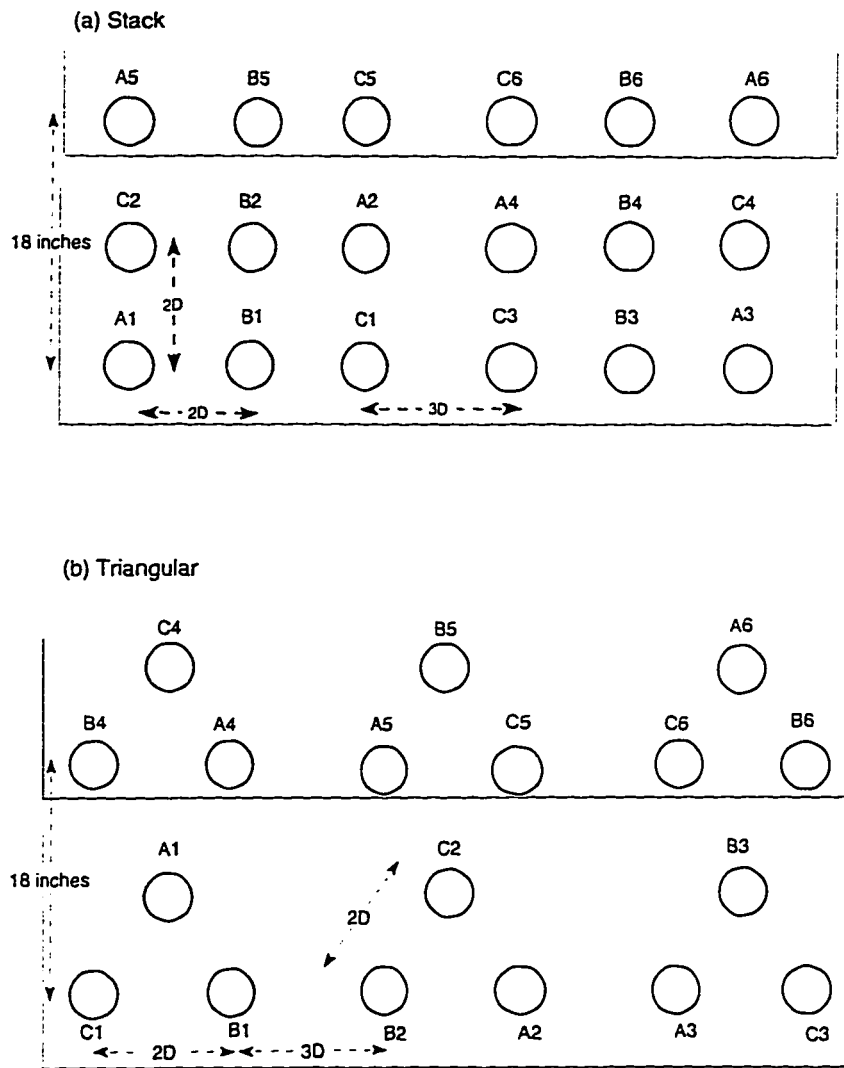 (a) Stack
A5 B5 C5 C6 B6 A6
C2 B2 A2 A4 B4 C4
18 inches
2D
A1 B1 C1 C3 B3 A3
2D 3D
(b) Triangular
C4 B5 A6
B4 A4 A5 C5 C6 B6
A1 C2 B3
18 inches
2D
C1 B1 B2 A2 A3 C3
2D 3D